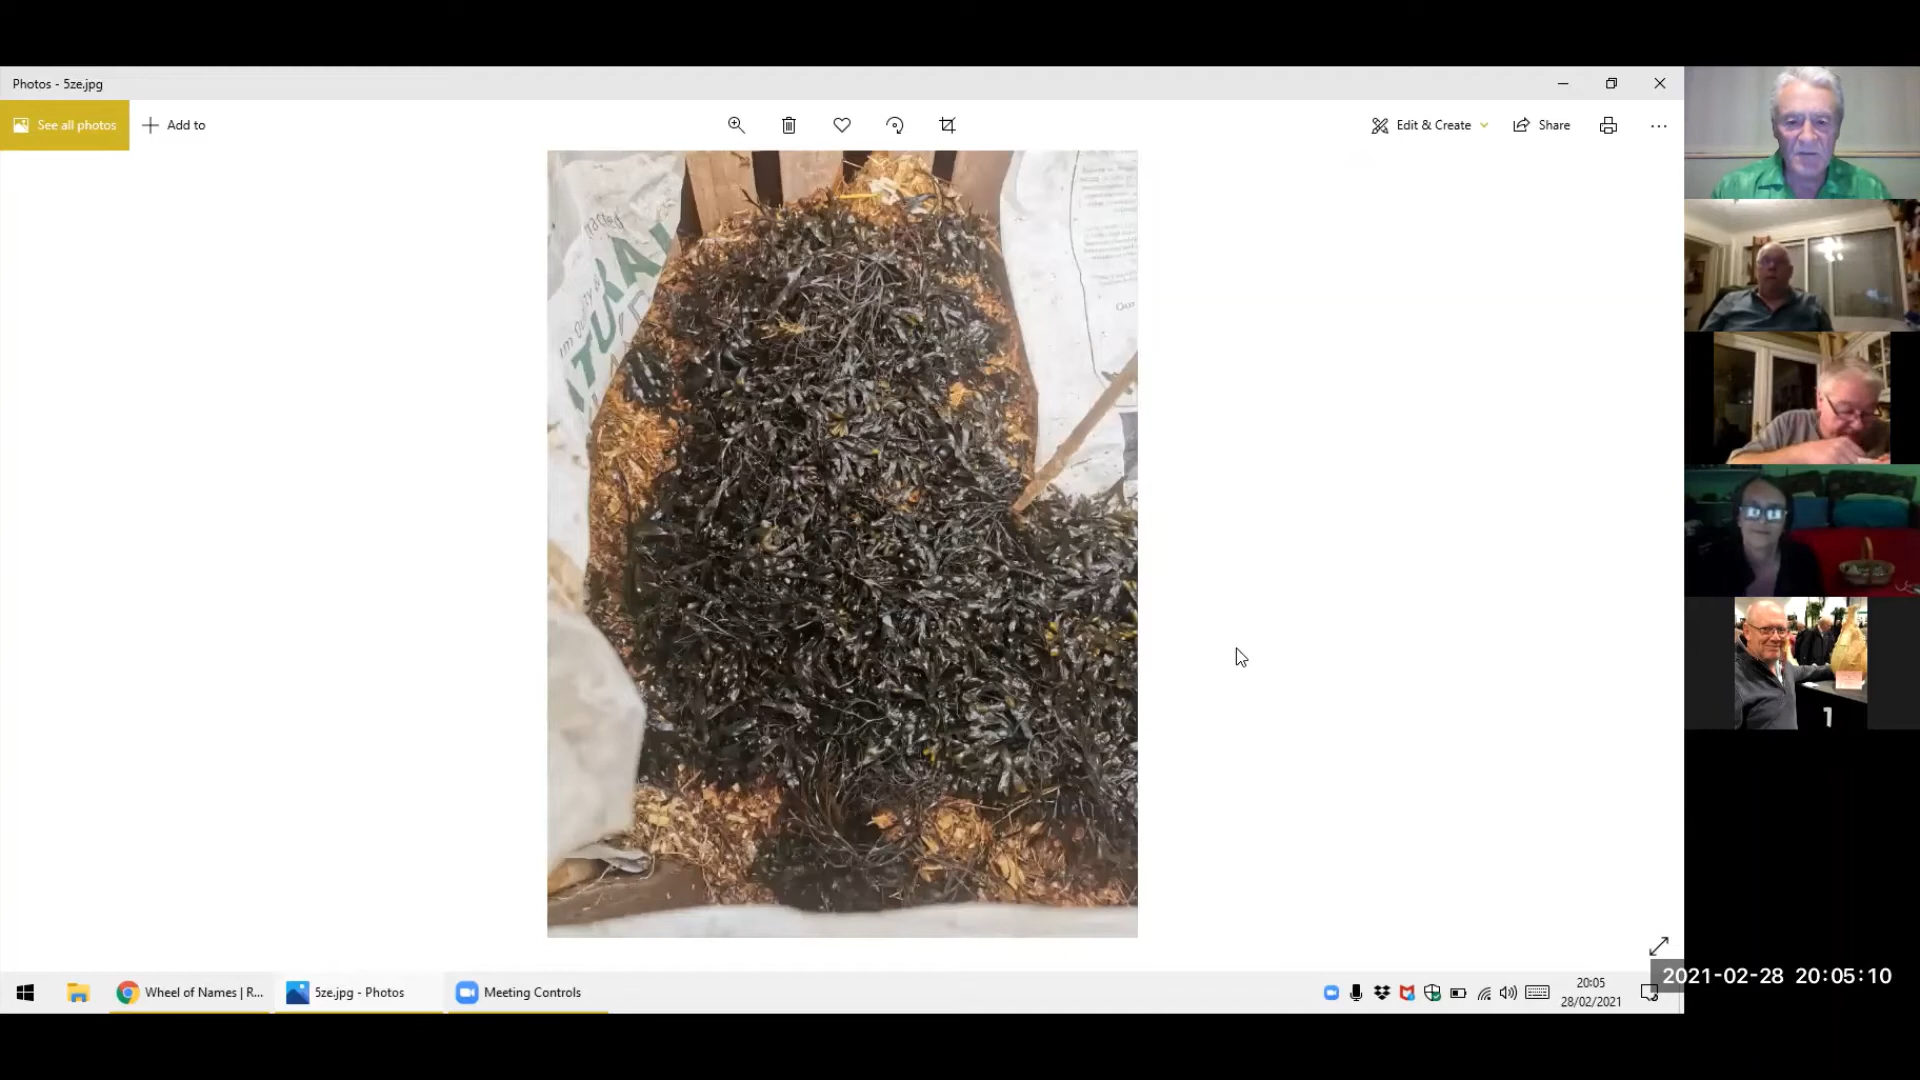 Photos - 5ze.jpg
See all photos
Add to
Edit & Create
Share
Wheel of Names | R...
5ze.jpg - Photos
Meeting Controls
20:05
28/02/2021
2021-02-28 20:05:10
1